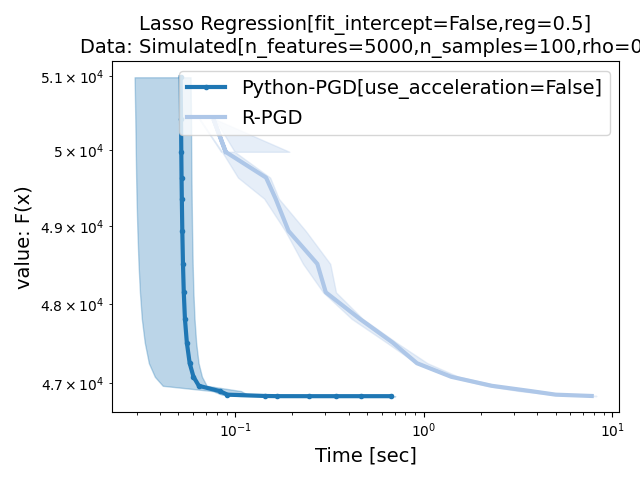 Lasso Regression[fit_intercept=False,reg=0.5]
Data: Simulated[n_features=5000,n_samples=100,rho=0
5.1 × 10⁴
5 × 10⁴
4.9 × 10⁴
4.8 × 10⁴
4.7 × 10⁴
value: F(x)
Python-PGD[use_acceleration=False]
R-PGD
10⁻¹
10⁰
10¹
Time [sec]